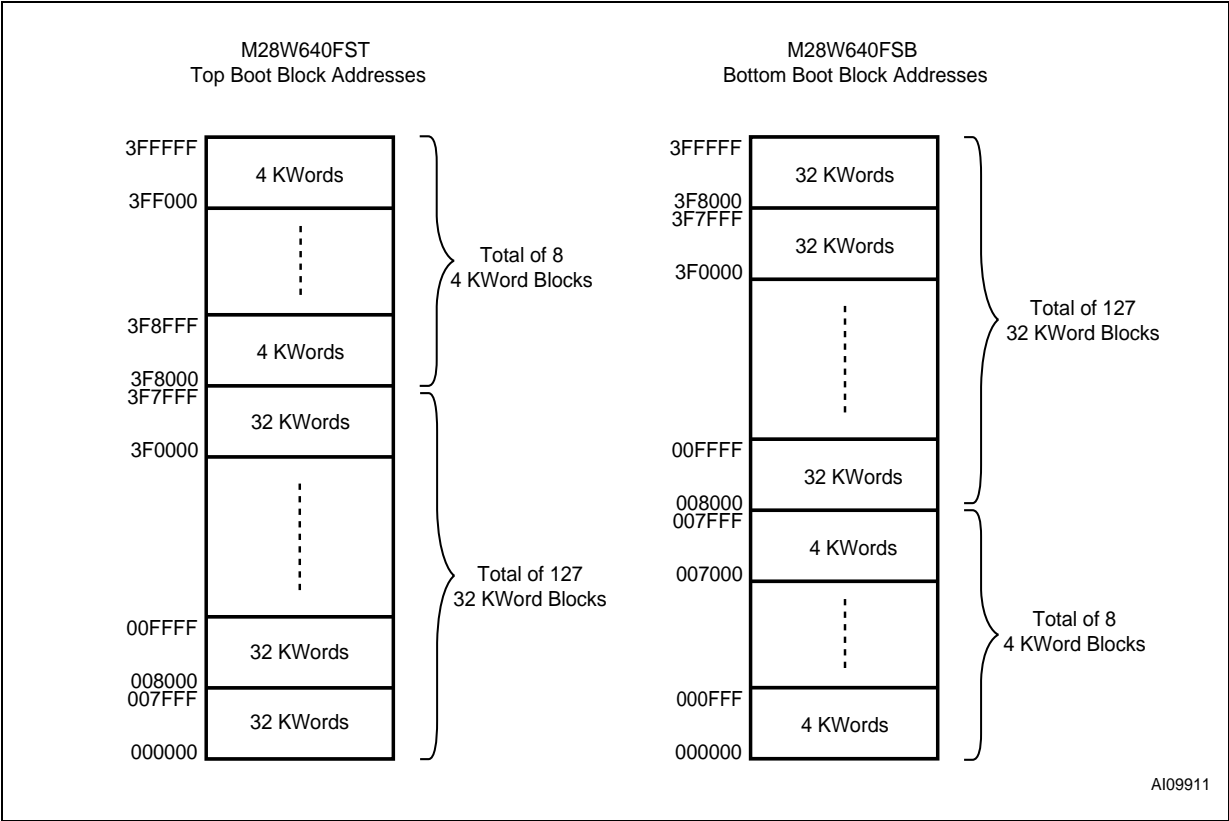 M28W640FST
Top Boot Block Addresses
3FFFFF
4 KWords
3FF000
Total of 8
4 KWord Blocks
3F8FFF
4 KWords
3F8000
3F7FFF
32 KWords
3F0000
Total of 127
32 KWord Blocks
00FFFF
32 KWords
008000
007FFF
32 KWords
000000
M28W640FSB
Bottom Boot Block Addresses
3FFFFF
32 KWords
3F8000
3F7FFF
32 KWords
3F0000
Total of 127
32 KWord Blocks
00FFFF
32 KWords
008000
007FFF
4 KWords
007000
Total of 8
4 KWord Blocks
000FFF
4 KWords
000000
AI09911